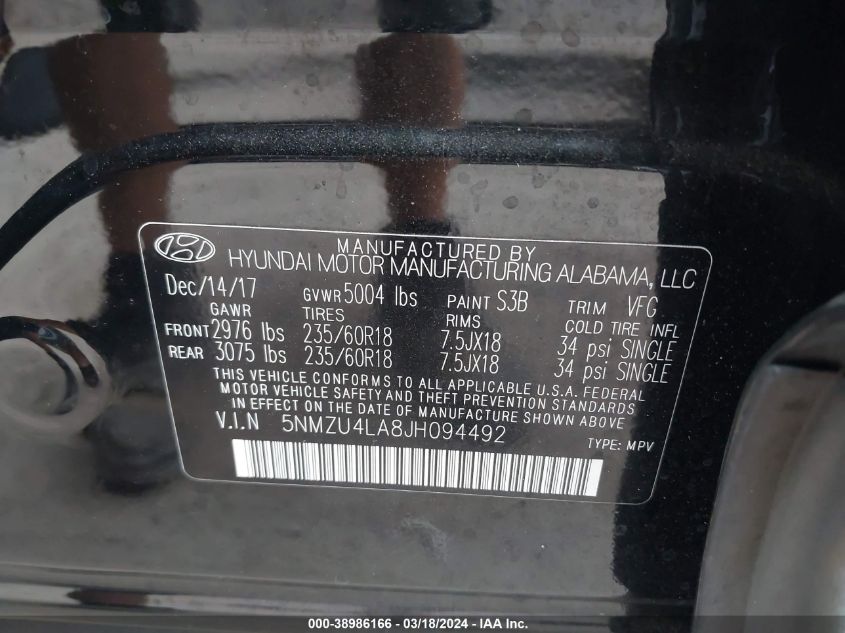 MANUFACTURED BY
HYUNDAI MOTOR MANUFACTURING ALABAMA, LLC
Dec/14/17 GVWR 5004 lbs PAINT S3B TRIM VFG
GAWR TIRES RIMS COLD TIRE INFL
FRONT 2976 lbs 235/60R18 7.5JX18 34 psi SINGLE
REAR 3075 lbs 235/60R18 7.5JX18 34 psi SINGLE
THIS VEHICLE CONFORMS TO ALL APPLICABLE U.S.A. FEDERAL
MOTOR VEHICLE SAFETY AND THEFT PREVENTION STANDARDS
IN EFFECT ON THE DATE OF MANUFACTURE SHOWN ABOVE
V.I.N 5NMZU4LA8JH094492 TYPE: MPV
000-38986166 - 03/18/2024 - IAA Inc.